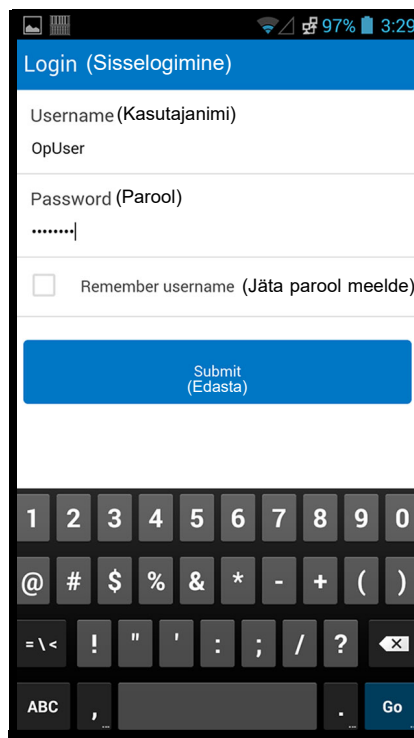 97% 3:29
Login (Sisselogimine)
Username (Kasutajanimi)
OpUser
Password (Parool)
••••••••
Remember username (Jäta parool meelde)
Submit
(Edasta)
1 2 3 4 5 6 7 8 9 0
@ # $ % & * - + ( )
= \ < ! " ' : ; / ?
ABC , . Go